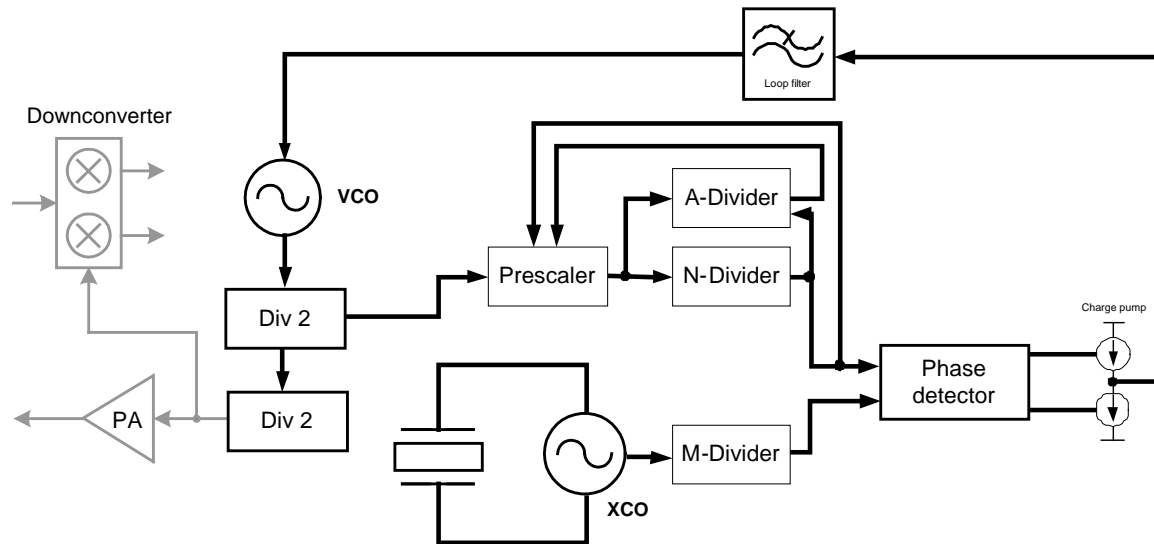 Loop filter
Downconverter
VCO
A-Divider
Prescaler
N-Divider
Div 2
Charge pump
Phase
detector
PA
Div 2
M-Divider
XCO